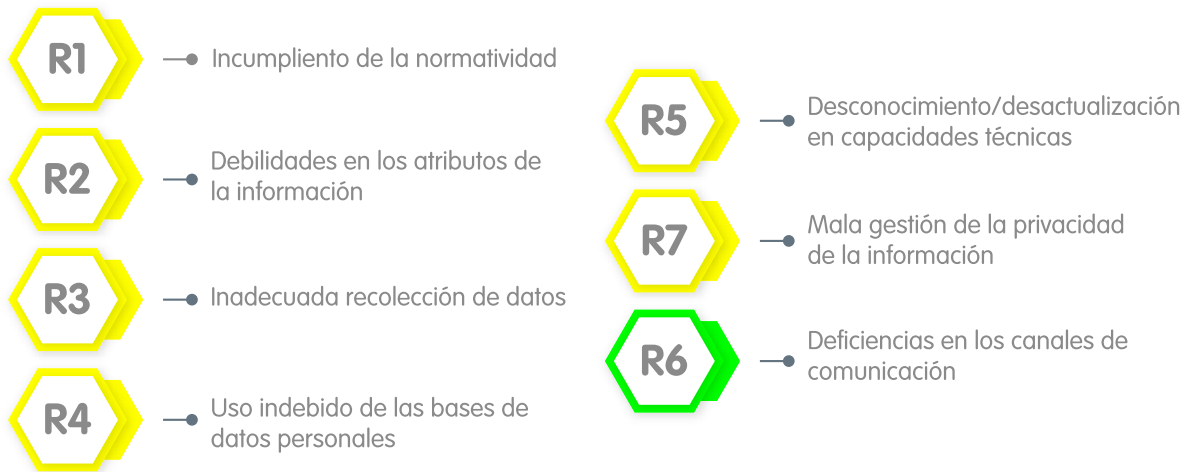 R1
Incumpliento de la normatividad
R2
Debilidades en los atributos de
la información
R3
Inadecuada recolección de datos
R4
Uso indebido de las bases de
datos personales
R5
Desconocimiento/desactualización
en capacidades técnicas
R7
Mala gestión de la privacidad
de la información
R6
Deficiencias en los canales de
comunicación